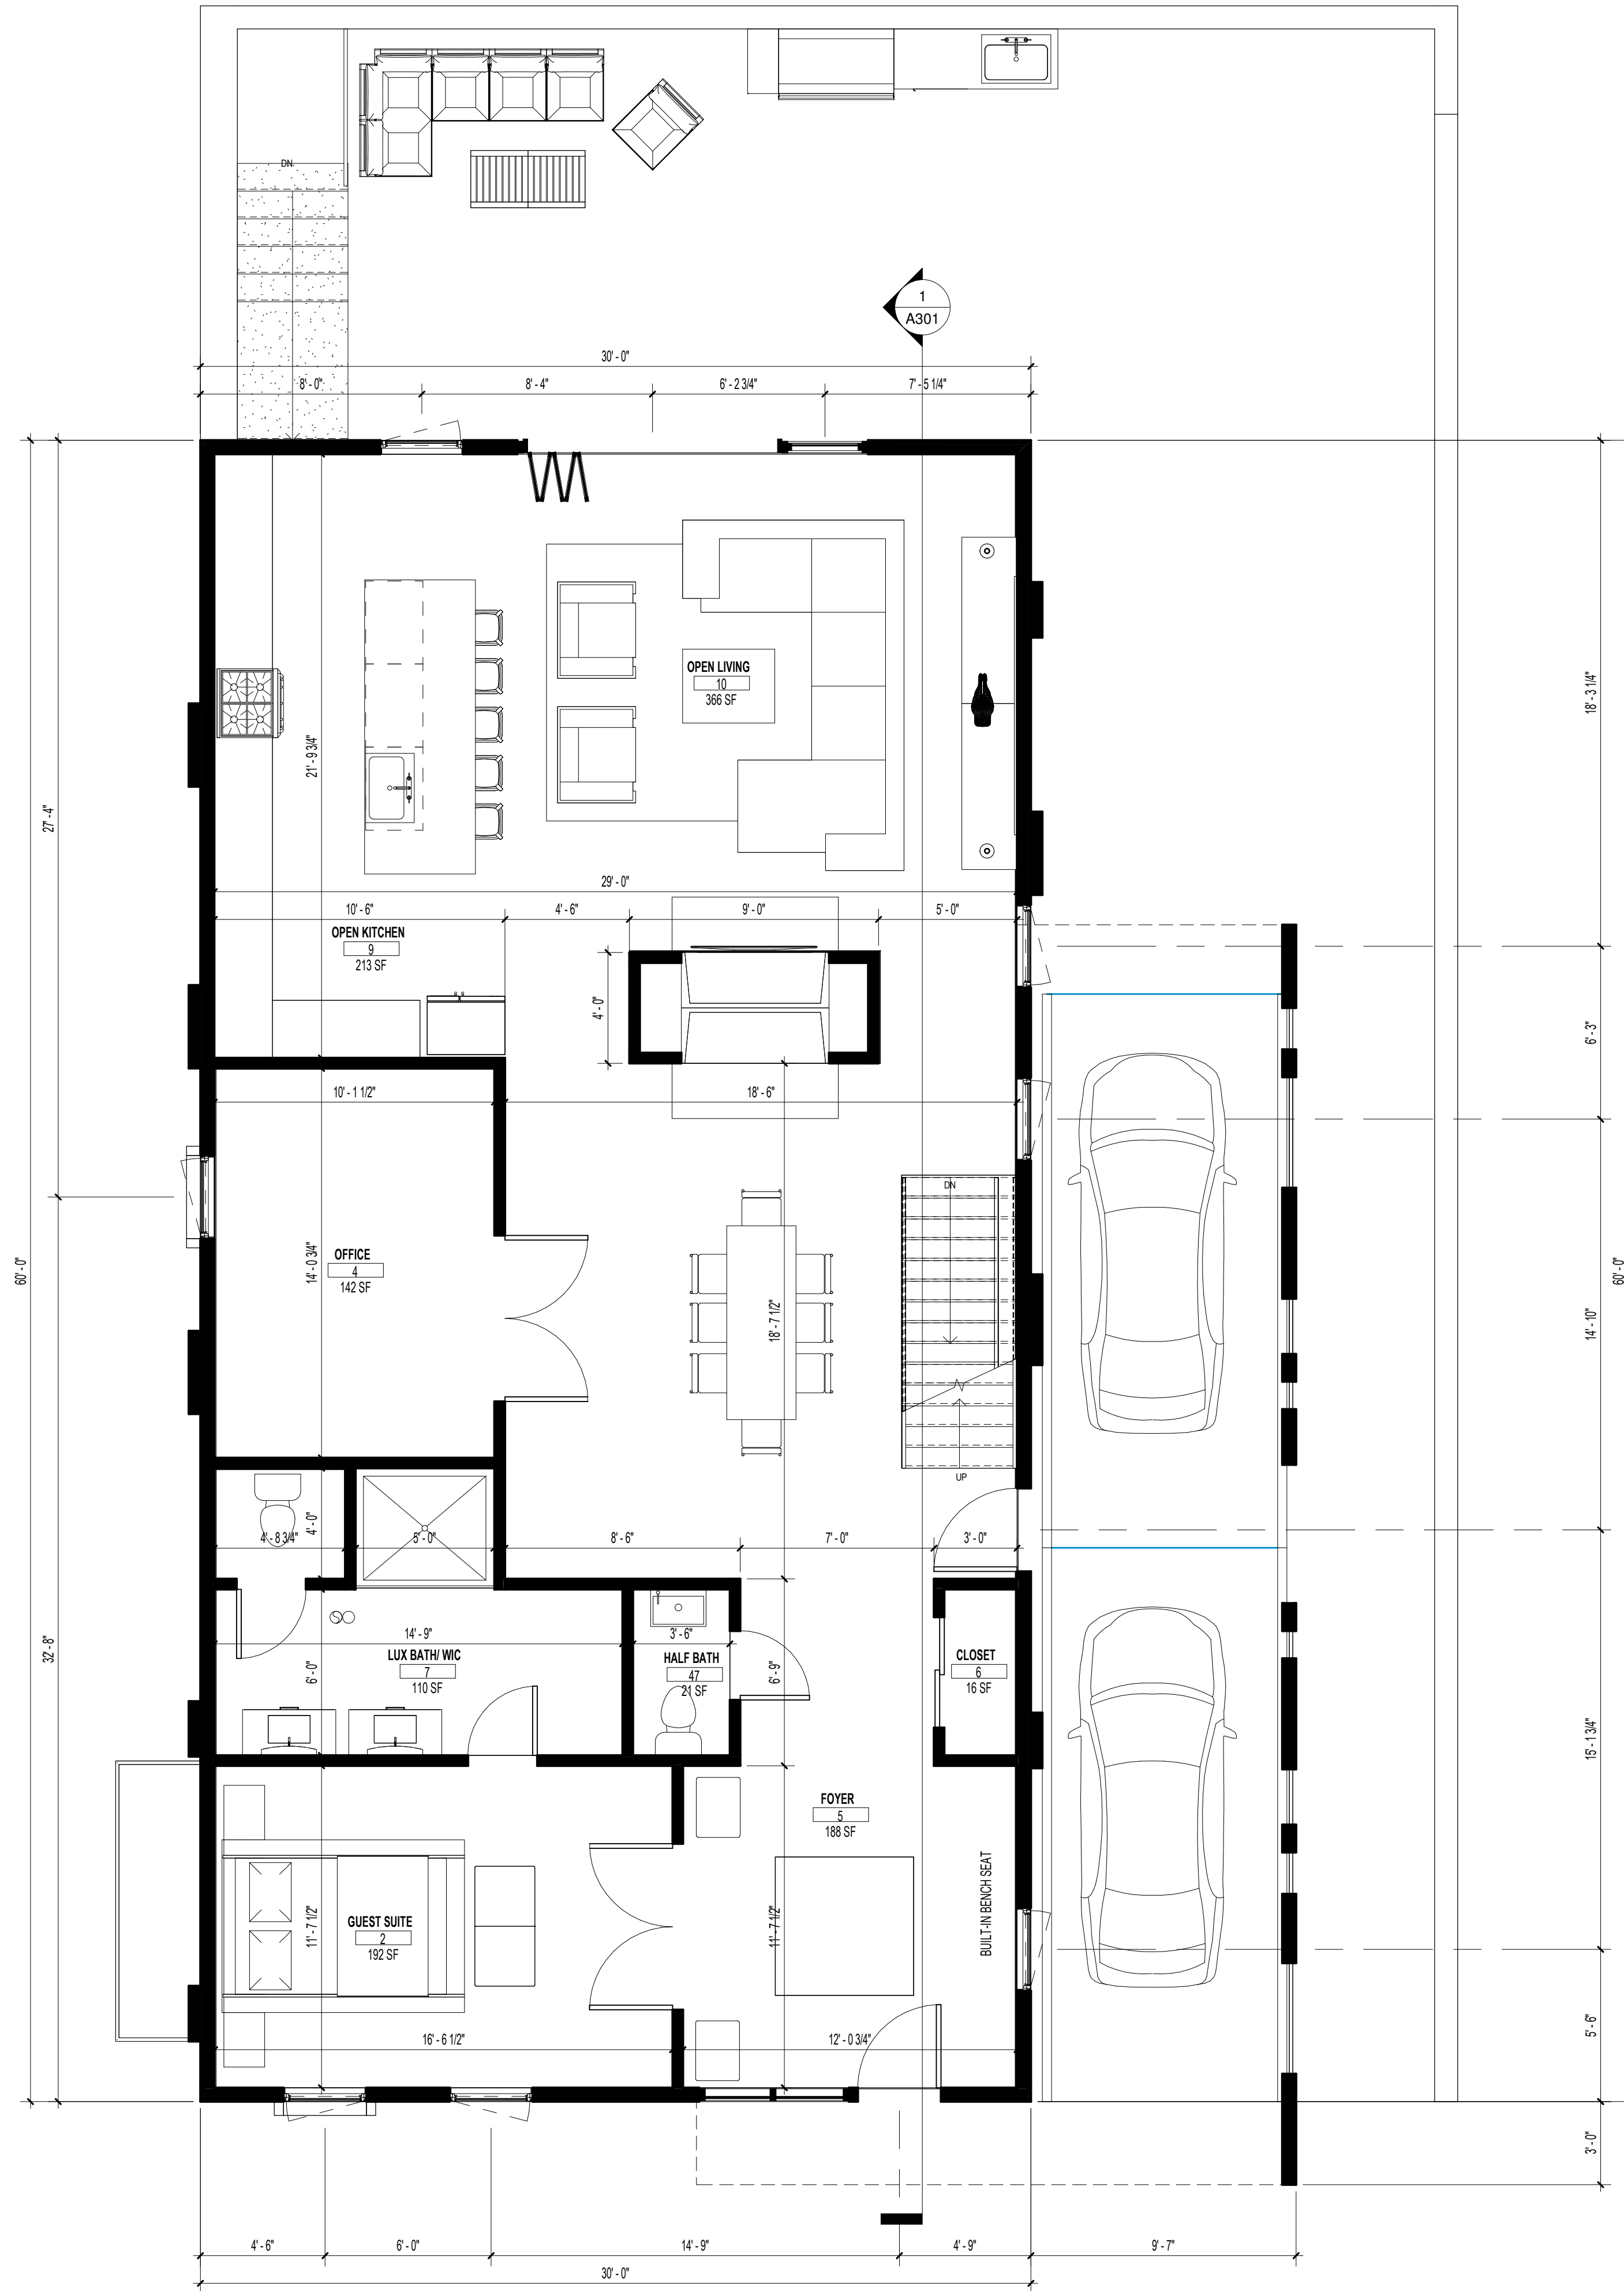 DN
1
A301
30' - 0"
8' - 0"
8' - 4"
6' - 2 3/4"
7' - 5 1/4"
OPEN LIVING
10
366 SF
18' - 3 1/4"
21' - 9 3/4"
27' - 4"
29' - 0"
10' - 6"
4' - 6"
9' - 0"
5' - 0"
OPEN KITCHEN
9
213 SF
4' - 0"
6' - 3"
10' - 1 1/2"
18' - 6"
DN
OFFICE
4
142 SF
14' - 0 3/4"
60' - 0"
60' - 0"
18' - 7 1/2"
14' - 10"
UP
4' - 8 3/4"
4' - 0"
5' - 0"
8' - 6"
7' - 0"
3' - 0"
14' - 9"
3' - 6"
LUX BATH/ WIC
7
110 SF
HALF BATH
47
21 SF
CLOSET
6
16 SF
32' - 8"
6' - 0"
6' - 9"
15' - 1 3/4"
FOYER
5
188 SF
BUILT-IN BENCH SEAT
GUEST SUITE
2
192 SF
11' - 7 1/2"
11' - 7 1/2"
16' - 6 1/2"
12' - 0 3/4"
5' - 6"
3' - 0"
4' - 6"
6' - 0"
14' - 9"
4' - 9"
9' - 7"
30' - 0"